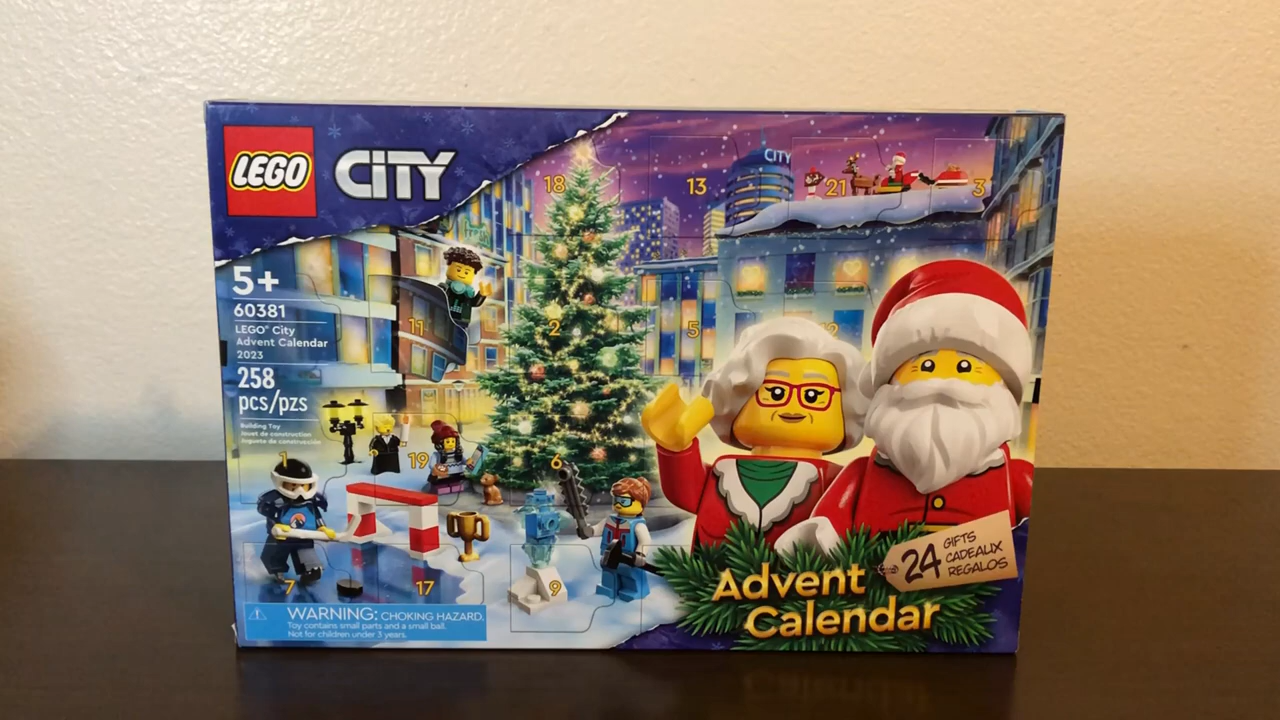 LEGO
CITY
CITY
18
13
21
3
5+
60381
LEGO® City
Advent Calendar
2023
258
pcs/pzs
Building Toy
Jouet de construction
Juguete de construcción
11
2
5
1
19
6
7
17
9
24
GIFTS
CADEAUX
REGALOS
Advent
Calendar
WARNING: CHOKING HAZARD.
Toy contains small parts and a small ball.
Not for children under 3 years.